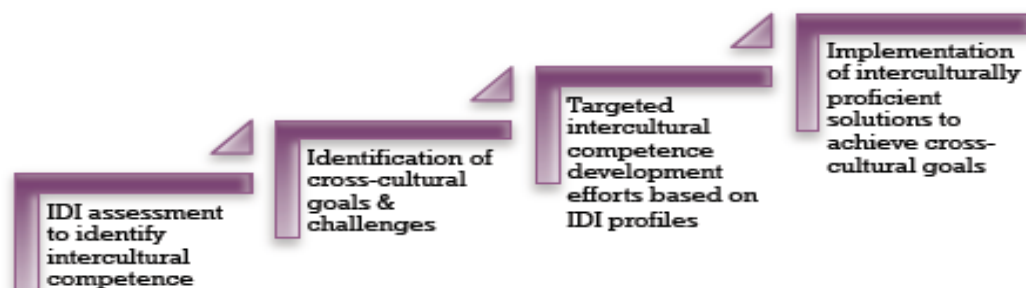 IDI assessment
to identify
intercultural
competence
Identification of
cross-cultural
goals &
challenges
Targeted
intercultural
competence
development
efforts based on
IDI profiles
Implementation
of interculturally
proficient
solutions to
achieve cross-
cultural goals